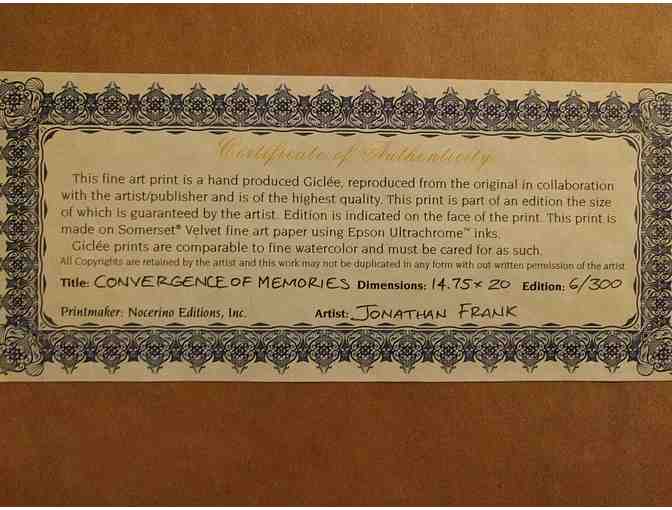 Certificate of Authenticity
This fine art print is a hand produced Giclée, reproduced from the original in collaboration
with the artist/publisher and is of the highest quality. This print is part of an edition the size
of which is guaranteed by the artist. Edition is indicated on the face of the print. This print is
made on Somerset® Velvet fine art paper using Epson Ultrachrome™ inks.
Giclée prints are comparable to fine watercolor and must be cared for as such.
All Copyrights are retained by the artist and this work may not be duplicated in any form with out written permission of the artist.
Title: CONVERGENCE OF MEMORIES Dimensions: 14.75 x 20 Edition: 6/300
Printmaker: Nocerino Editions, Inc. Artist: JONATHAN FRANK